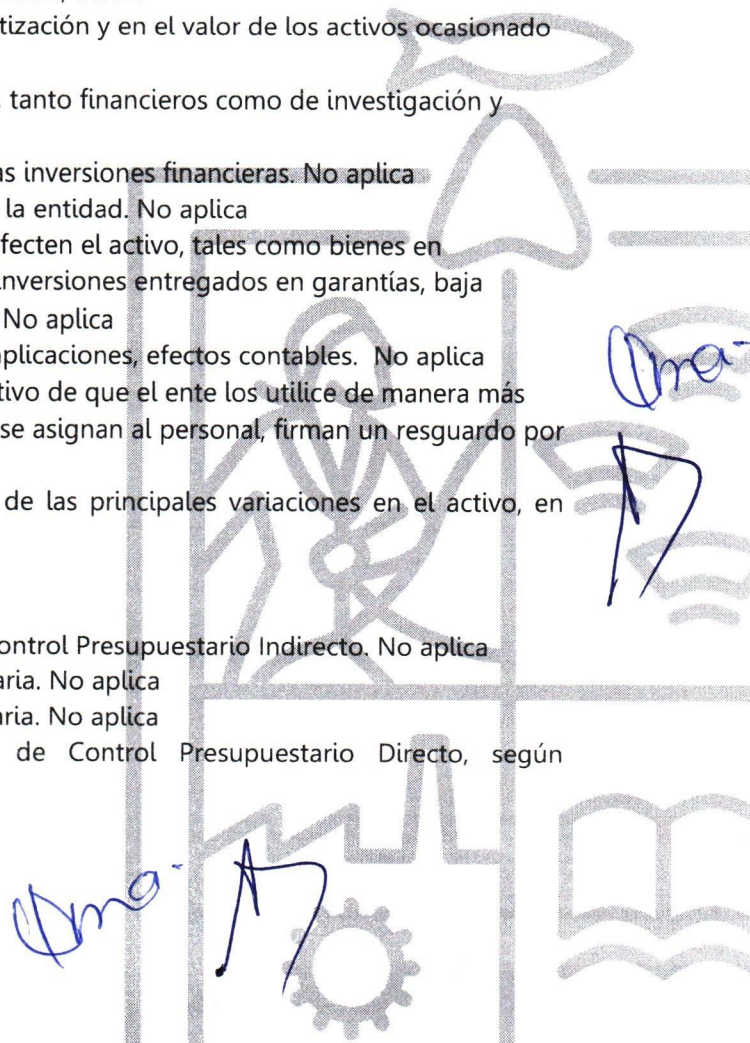 tización y en el valor de los activos ocasionado
tanto financieros como de investigación y
as inversiones financieras. No aplica
la entidad. No aplica
fecten el activo, tales como bienes en
inversiones entregados en garantías, baja
No aplica
aplicaciones, efectos contables. No aplica
tivo de que el ente los utilice de manera más
se asignan al personal, firman un resguardo por
de las principales variaciones en el activo, en
ontrol Presupuestario Indirecto. No aplica
aria. No aplica
aria. No aplica
de Control Presupuestario Directo, según